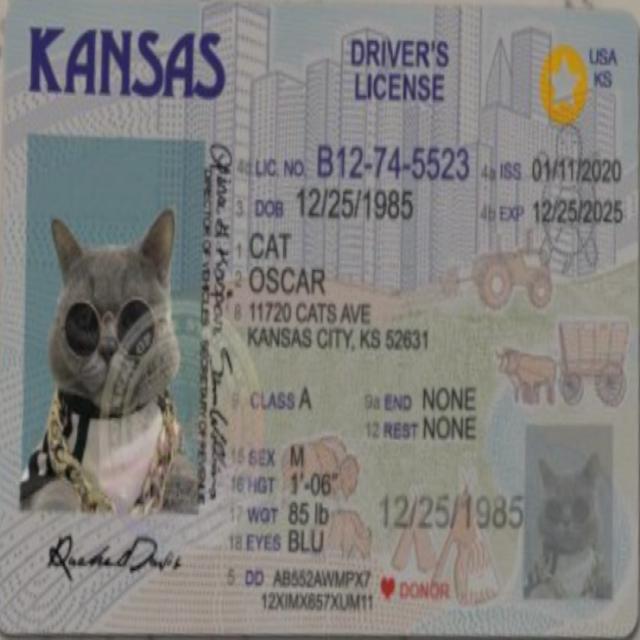 KANSAS
DRIVER'S
LICENSE
USA
KS
4d LIC. NO. B12-74-5523
4a ISS 01/11/2020
3 DOB 12/25/1985
4b EXP 12/25/2025
1 CAT
2 OSCAR
8 11720 CATS AVE
KANSAS CITY, KS 52631
9 CLASS A
9a END NONE
12 REST NONE
15 SEX M
16 HGT 1'-06"
17 WGT 85 lb
12/25/1985
18 EYES BLU
5 DD AB552AWMPX7
12XIMX657XUM11
DONOR
DIRECTOR OF VEHICLES